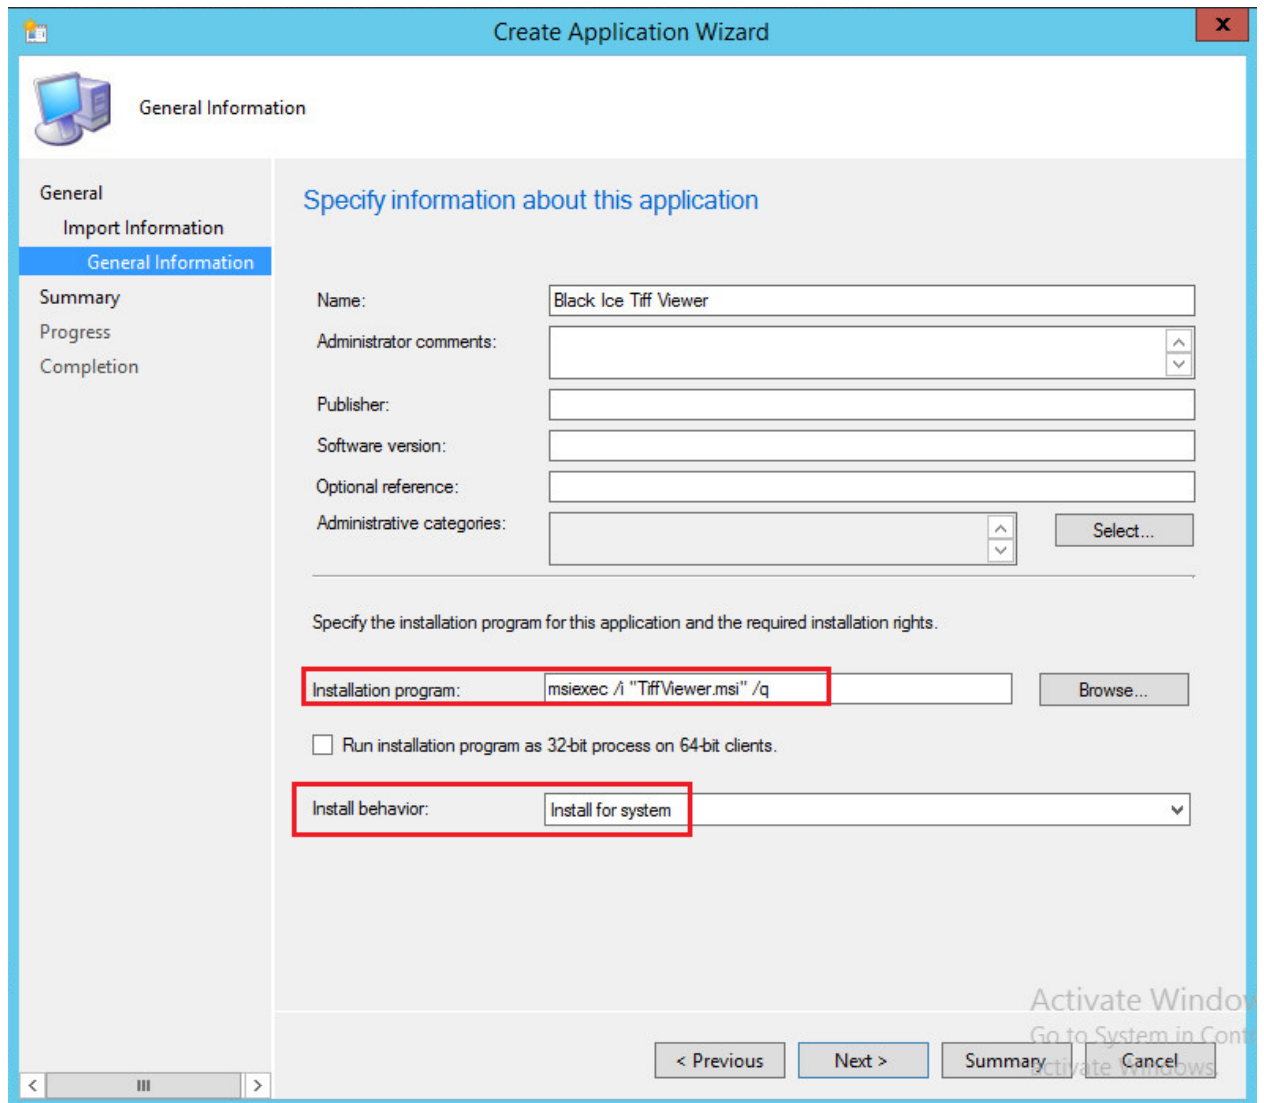 Create Application Wizard
x
General Information
General
Import Information
General Information
Summary
Progress
Completion
Specify information about this application
Name: Black Ice Tiff Viewer
Administrator comments:
Publisher:
Software version:
Optional reference:
Administrative categories: Select...
Specify the installation program for this application and the required installation rights.
Installation program: msiexec /i "TiffViewer.msi" /q Browse...
Run installation program as 32-bit process on 64-bit clients.
Install behavior: Install for system
Activate Window
Go to System in Cont
activate Windows.
< Previous Next > Summary Cancel